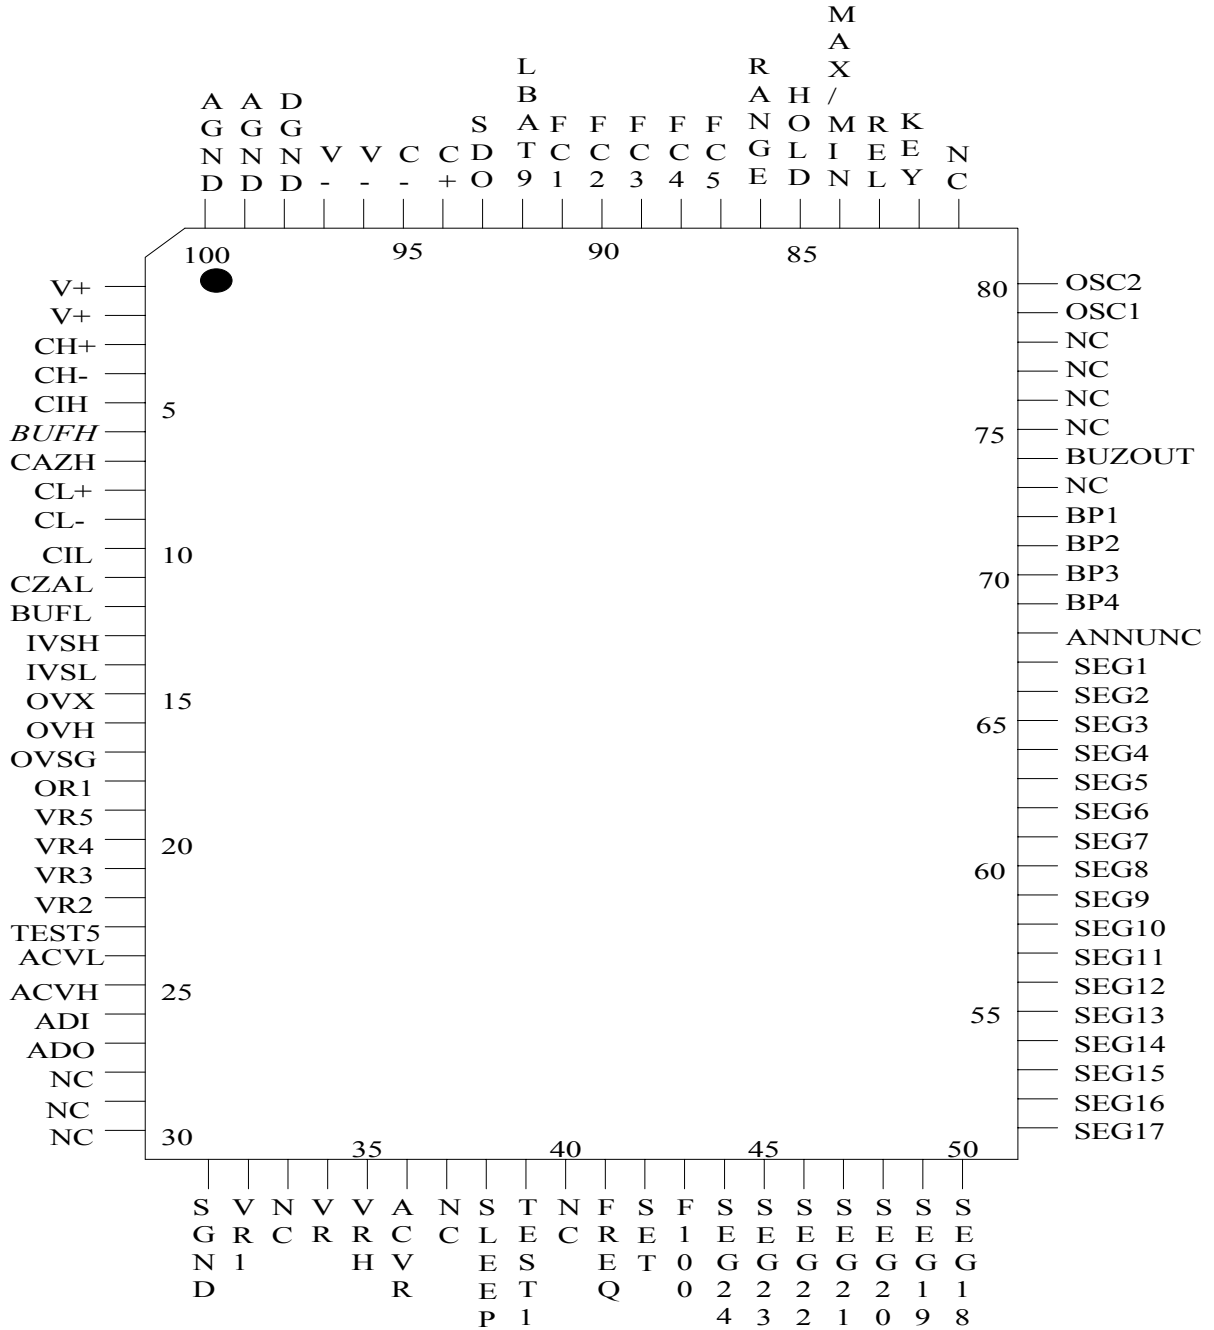 AGND
AGND
DGND
V-
V-
C-
C+
SDO
LBAT9
FC1
FC2
FC3
FC4
FC5
RANGE
HOLD
MAX/MIN
REL
KEY
NC
100
95
90
85
V+
V+
CH+
CH-
CIH
5
BUFH
CAZH
CL+
CL-
CIL
10
CZAL
BUFL
IVSH
IVSL
OVX
15
OVH
OVSG
OR1
VR5
VR4
20
VR3
VR2
TEST5
ACVL
ACVH
25
ADI
ADO
NC
NC
NC
30
80
OSC2
OSC1
NC
NC
NC
75
NC
BUZOUT
NC
BP1
BP2
70
BP3
BP4
ANNUNC
SEG1
SEG2
65
SEG3
SEG4
SEG5
SEG6
SEG7
60
SEG8
SEG9
SEG10
SEG11
SEG12
55
SEG13
SEG14
SEG15
SEG16
SEG17
35
40
45
50
SGND
VR1
NC
VR
VRH
ACVR
NC
SLEEP
TEST1
NC
FREQ
SET
F100
SEG24
SEG23
SEG22
SEG21
SEG20
SEG19
SEG18